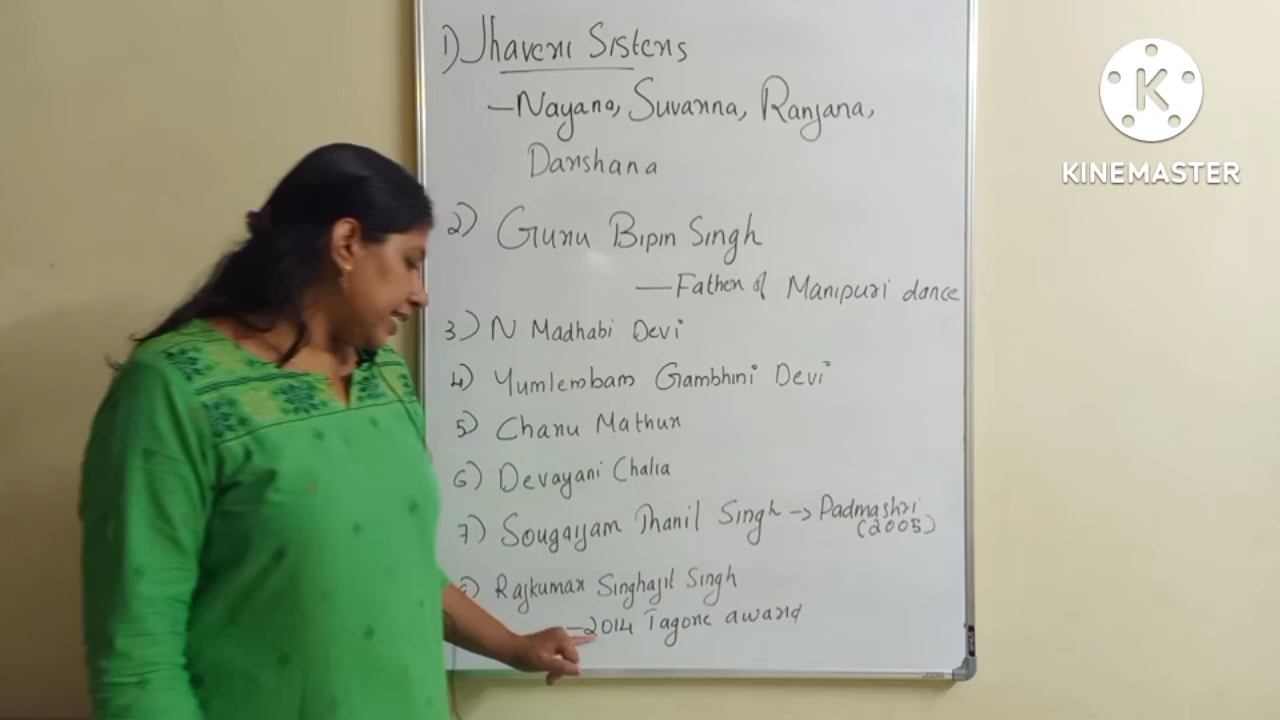 1) Jhaveri Sisters
- Nayana, Suvarna, Ranjana,
Darshana
2) Guru Bipin Singh
— Father of Manipuri dance
3) N. Madhabi Devi
4) Yumlembam Gambhini Devi
5) Charu Mathur
6) Devayani Chalia
7) Sougaijam Thanil Singh → Padmashri
(2005)
8) Rajkumar Singhajit Singh
- 2014 Tagore award
K
KINEMASTER